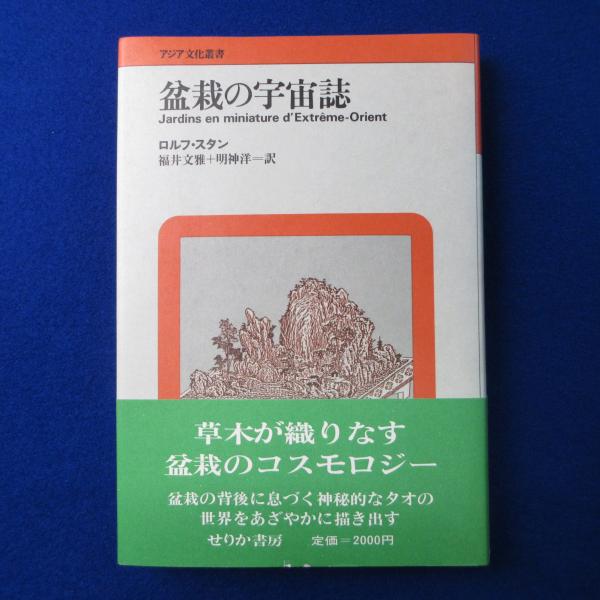 アジア文化叢書
盆栽の宇宙誌
Jardins en miniature d'Extrême-Orient
ロルフ・スタン
福井文雅+明神洋=訳
草木が織りなす
盆栽のコスモロジー
盆栽の背後に息づく神秘的なタオの
世界をあざやかに描き出す
せりか書房 定価=2000円